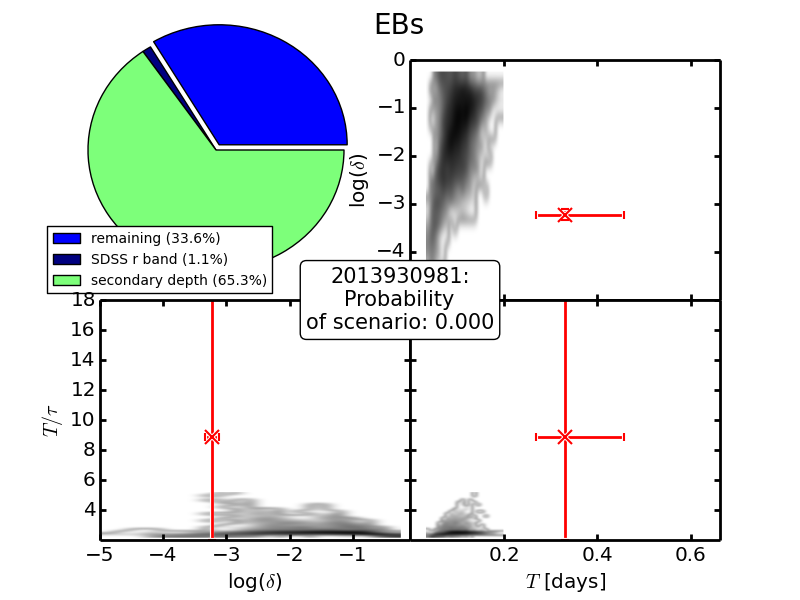 EBs
0
−1
−2
−3
−4
log(δ)
remaining (33.6%)
SDSS r band (1.1%)
secondary depth (65.3%)
2013930981:
Probability
of scenario: 0.000
18
16
14
12
10
8
6
4
T/τ
−5 −4 −3 −2 −1
log(δ)
0.2 0.4 0.6
T [days]